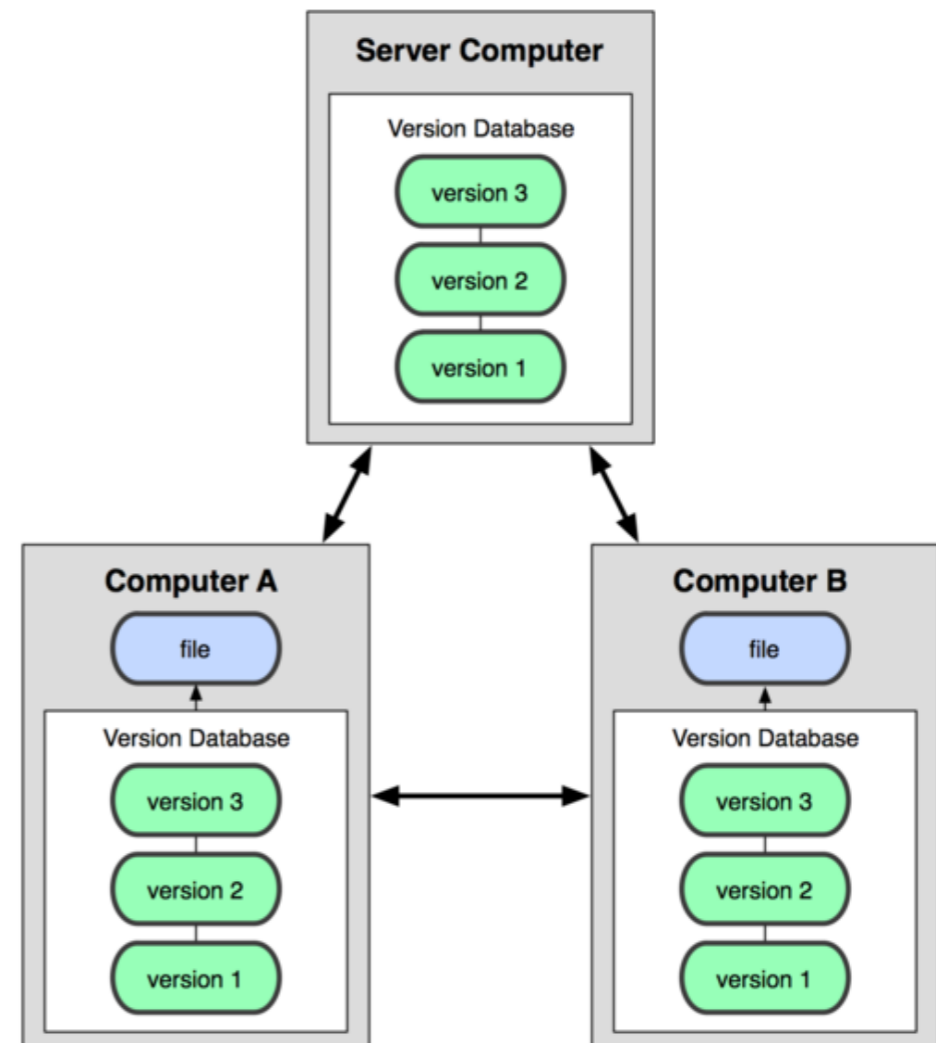 Server Computer
Version Database
version 3
version 2
version 1
Computer A
file
Version Database
version 3
version 2
version 1
Computer B
file
Version Database
version 3
version 2
version 1